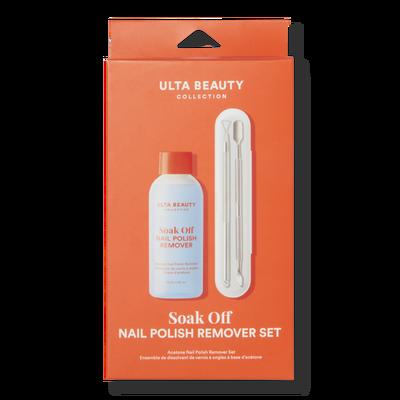 ULTA BEAUTY
COLLECTION
ULTA BEAUTY
COLLECTION
Soak Off
NAIL POLISH
REMOVER
Soak Off
NAIL POLISH REMOVER SET
Acetone Nail Polish Remover Set
Ensemble de dissolvant de vernis à ongles à base d'acétone